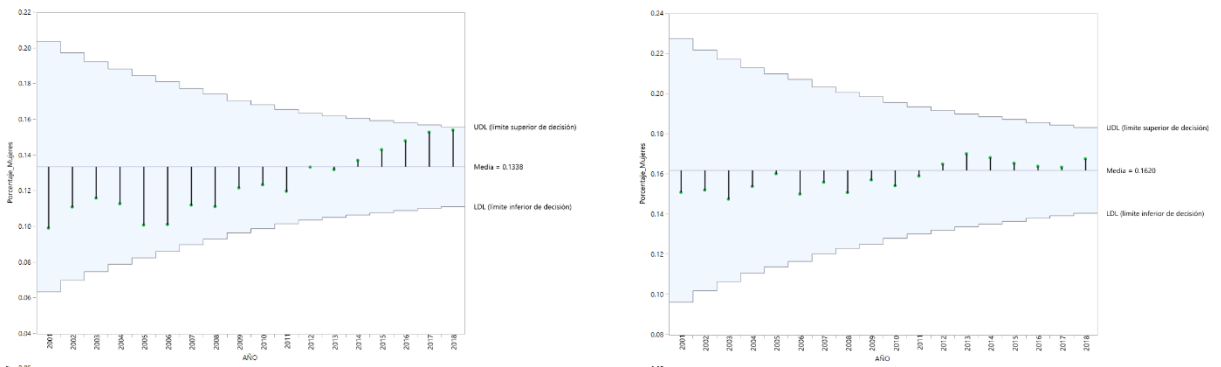 0.22
0.20
0.18
0.16
0.14
0.12
0.10
0.08
0.06
0.04
Porcentaje_Mujeres
UDL (límite superior de decisión)
Media = 0.1338
LDL (límite inferior de decisión)
2001 2002 2003 2004 2005 2006 2007 2008 2009 2010 2011 2012 2013 2014 2015 2016 2017 2018
AÑO
0.24
0.22
0.20
0.18
0.16
0.14
0.12
0.10
0.08
Porcentaje_Mujeres
UDL (límite superior de decisión)
Media = 0.1620
LDL (límite inferior de decisión)
2001 2002 2003 2004 2005 2006 2007 2008 2009 2010 2011 2012 2013 2014 2015 2016 2017 2018
AÑO